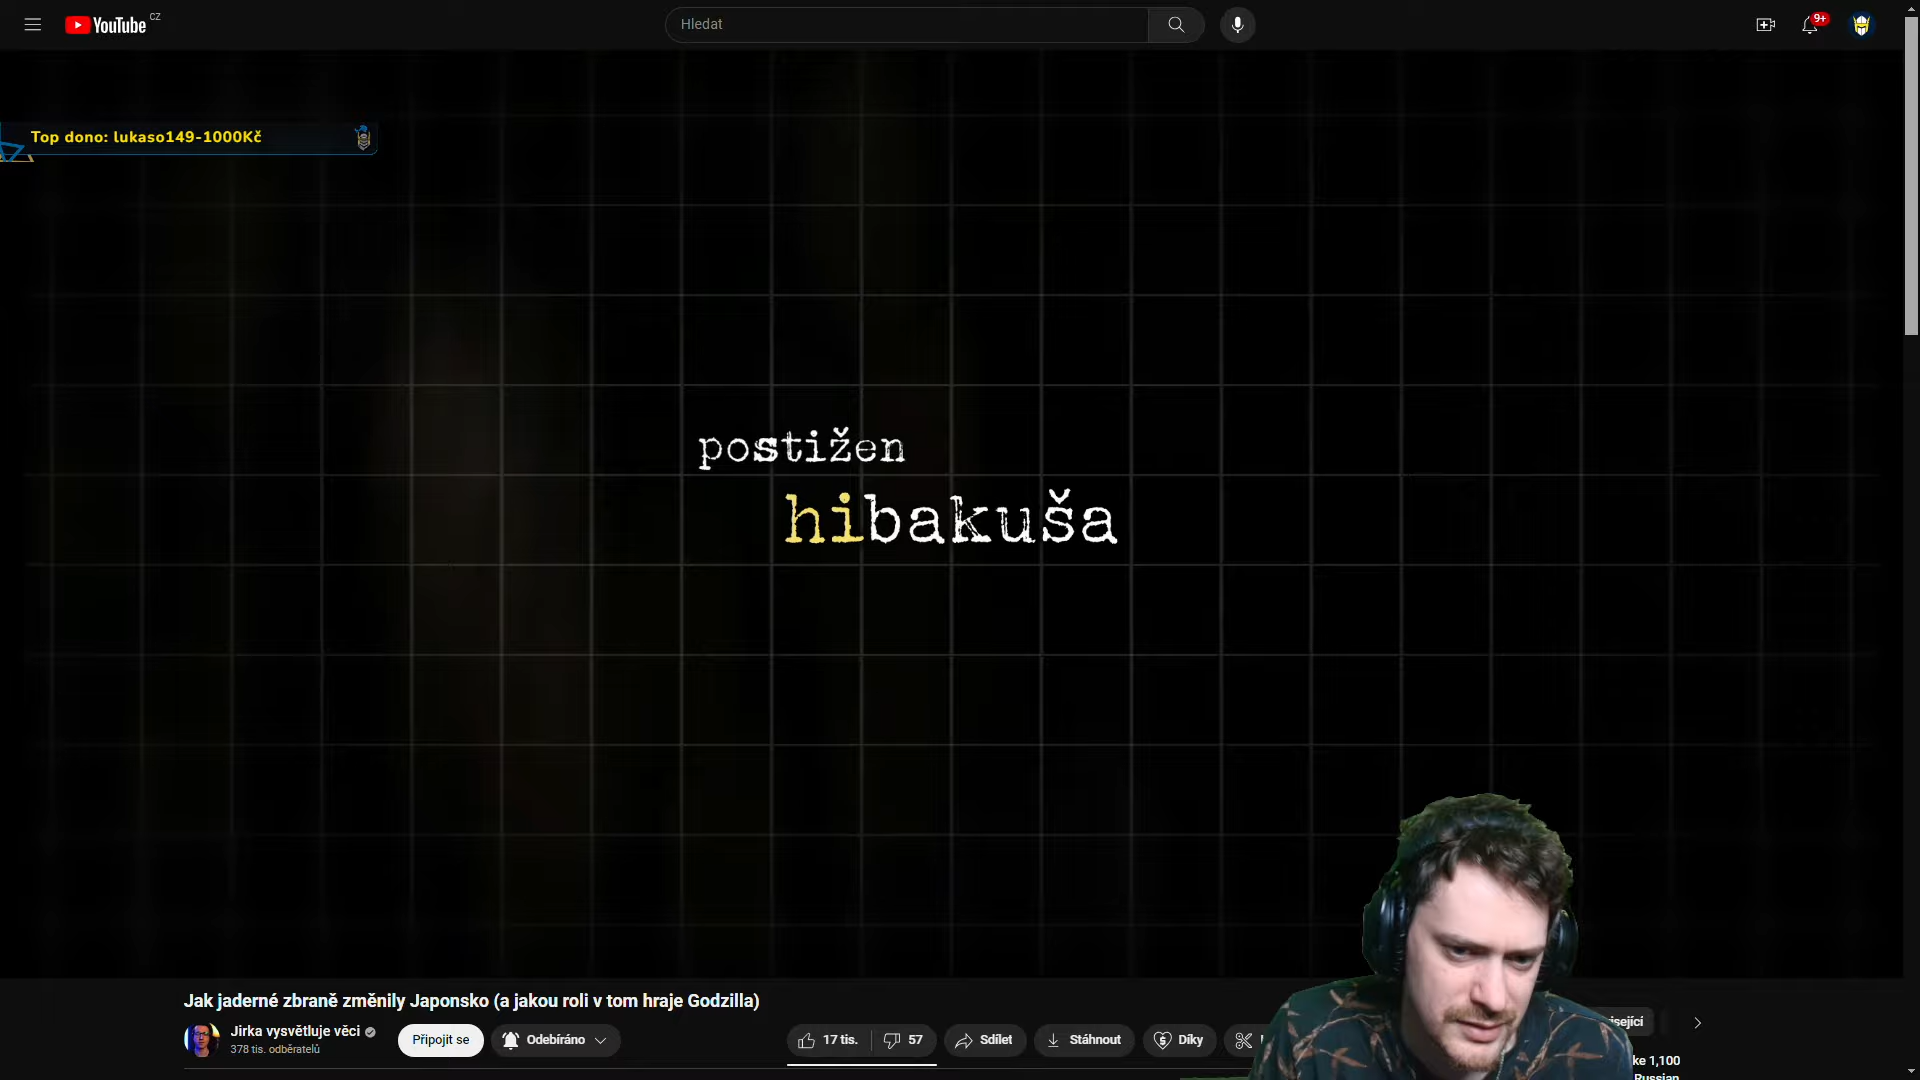 YouTube CZ
Hledat
9+
Top dono: lukaso149-1000Kč
postižen
hibakuša
Jak jaderné zbraně změnily Japonsko (a jakou roli v tom hraje Godzilla)
Jirka vysvětluje věci
378 tis. odběratelů
Připojit se
Odebíráno
17 tis.
57
Sdílet
Stáhnout
Díky
ke 1,100
Russian